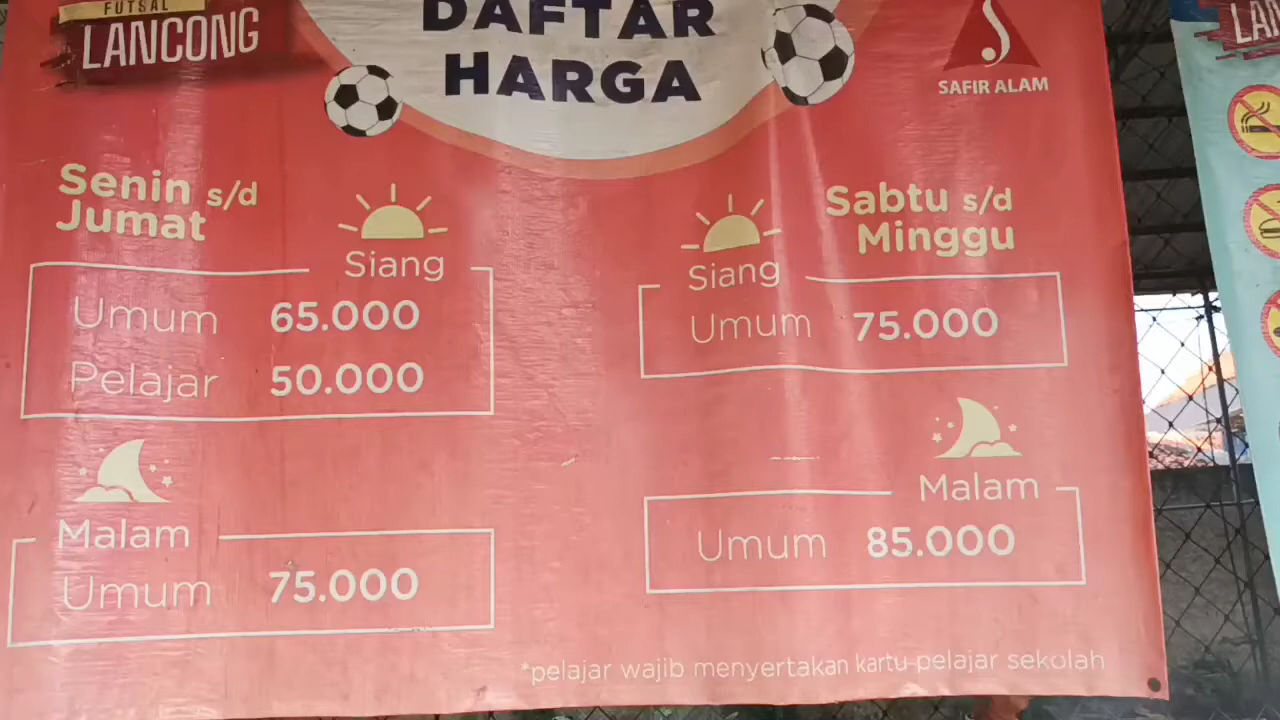 FUTSAL
LANCONG
DAFTAR
HARGA
SAFIR ALAM
Senin s/d
Jumat
Siang
Umum 65.000
Pelajar 50.000
Malam
Umum 75.000
Sabtu s/d
Minggu
Siang
Umum 75.000
Malam
Umum 85.000
*pelajar wajib menyertakan kartu pelajar sekolah